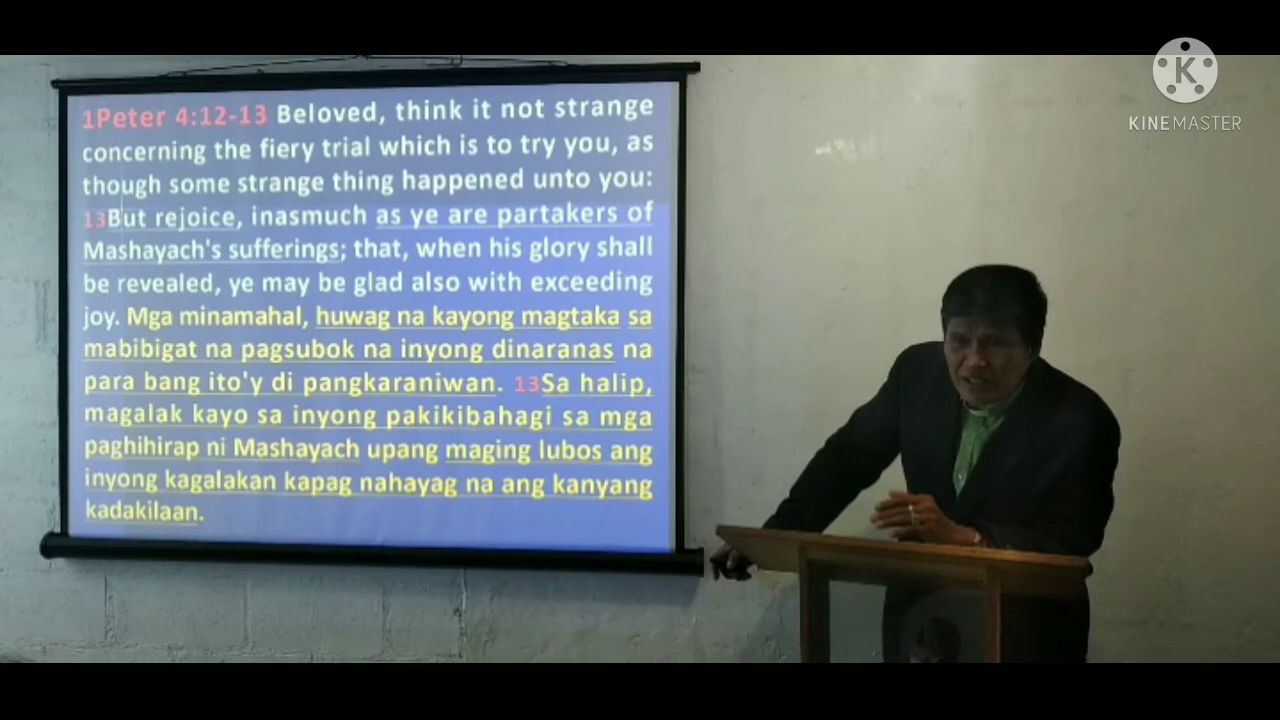 1Peter 4:12-13 Beloved, think it not strange
concerning the fiery trial which is to try you, as
though some strange thing happened unto you:
13But rejoice, inasmuch as ye are partakers of
Mashayach's sufferings; that, when his glory shall
be revealed, ye may be glad also with exceeding
joy. Mga minamahal, huwag na kayong magtaka sa
mabibigat na pagsubok na inyong dinaranas na
para bang ito'y di pangkaraniwan. 13Sa halip,
magalak kayo sa inyong pakikibahagi sa mga
paghihirap ni Mashayach upang maging lubos ang
inyong kagalakan kapag nahayag na ang kanyang
kadakilaan.
K
KINEMASTER